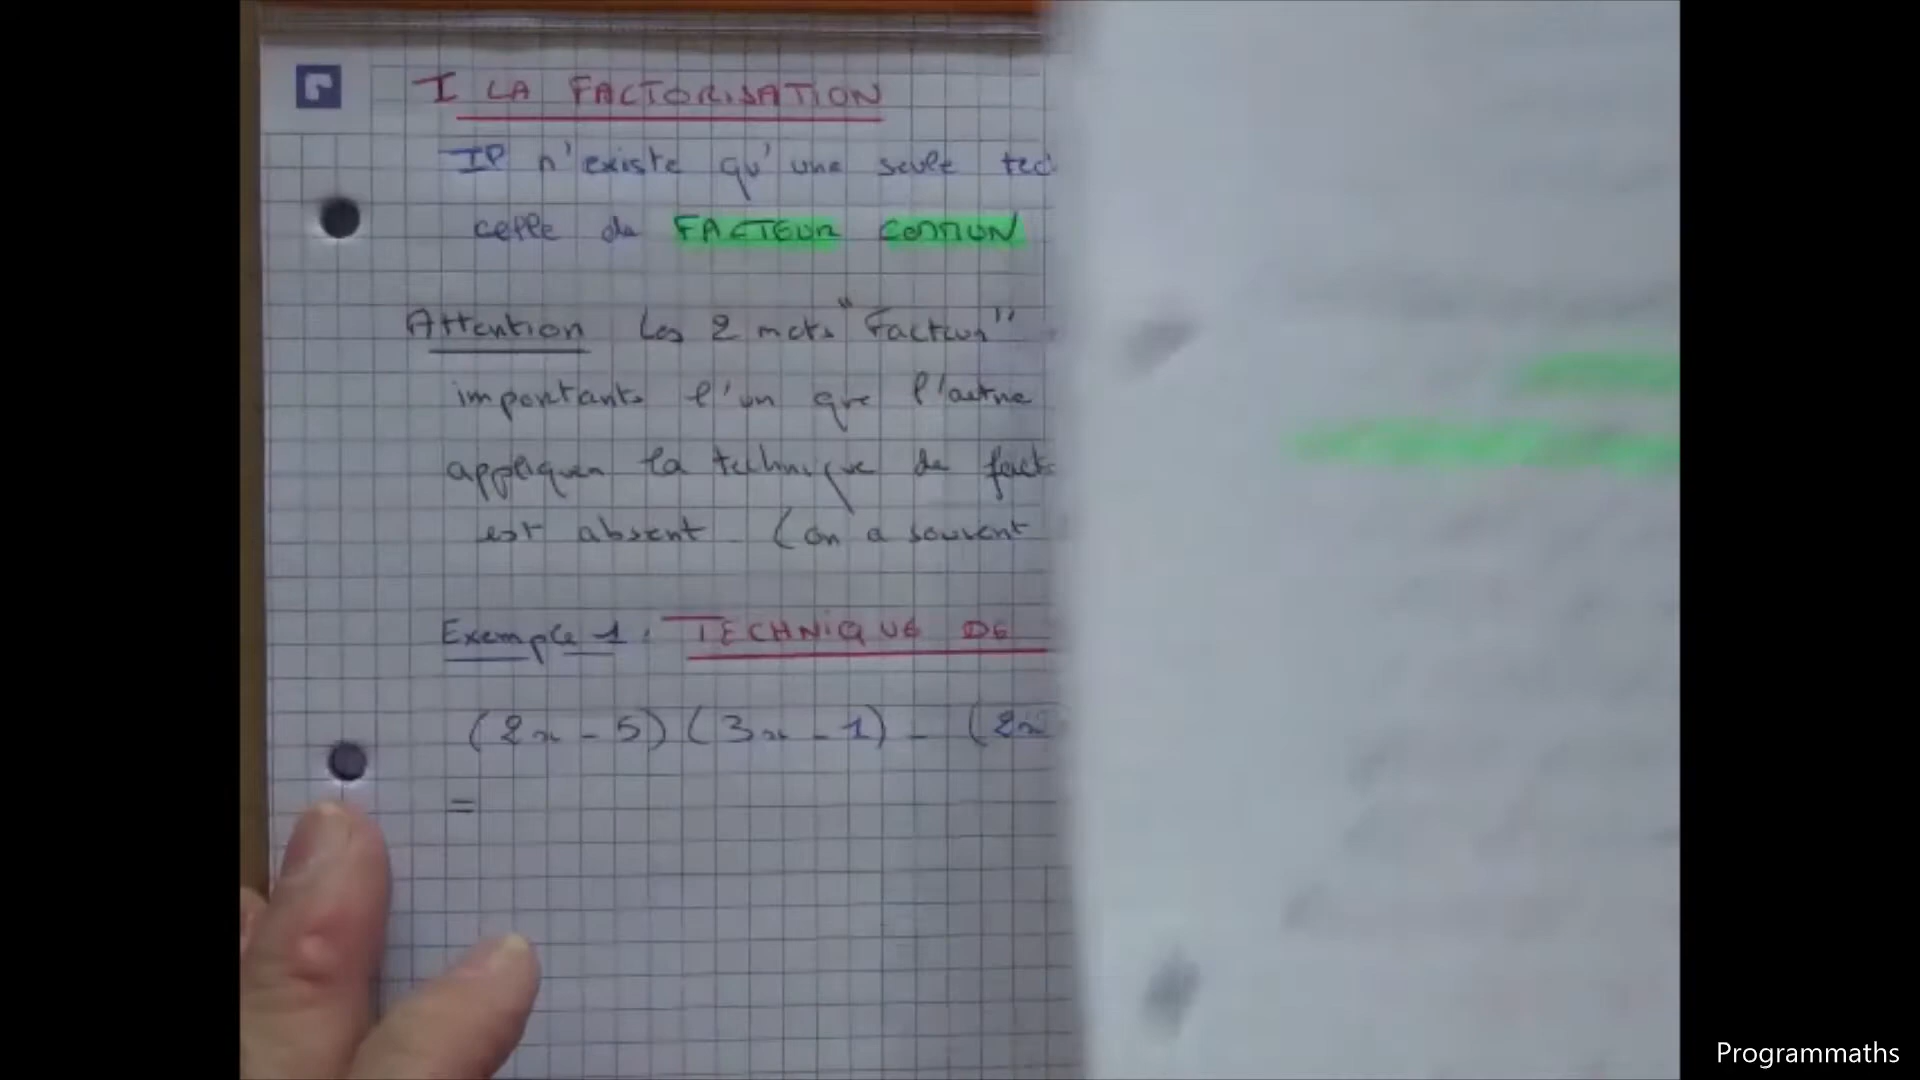 I LA FACTORISATION
Il n'existe qu'une seule tec
celle de FACTEUR COMMUN
Attention Les 2 mots "Facteur"
importants l'un que l'autre
appliquer la technique de fact
est absent (on a souvent
Exemple 1: TECHNIQUE DE
(2x - 5)(3x - 1) - (2x
=
Programmaths